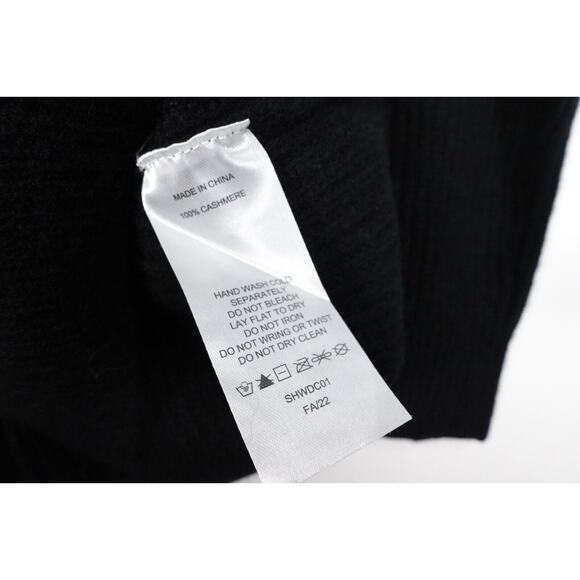 MADE IN CHINA
100% CASHMERE
HAND WASH COLD
SEPARATELY
DO NOT BLEACH
LAY FLAT TO DRY
DO NOT IRON
DO NOT WRING OR TWIST
DO NOT DRY CLEAN
SHWDC01
FA/22